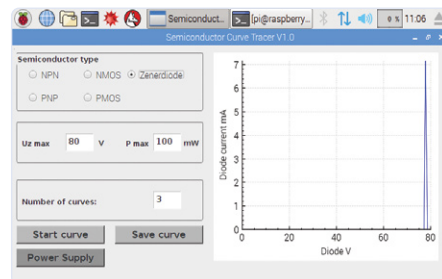 Semiconduct... [pi@raspberry... 0 % 11:06
Semiconductor Curve Tracer V1.0
Semiconductor type
NPN NMOS Zenerdiode
PNP PMOS
Uz max 80 V P max 100 mW
Number of curves: 3
Start curve Save curve
Power Supply
Diode current mA
7
6
5
4
3
2
1
0
0 20 40 60 80
Diode V